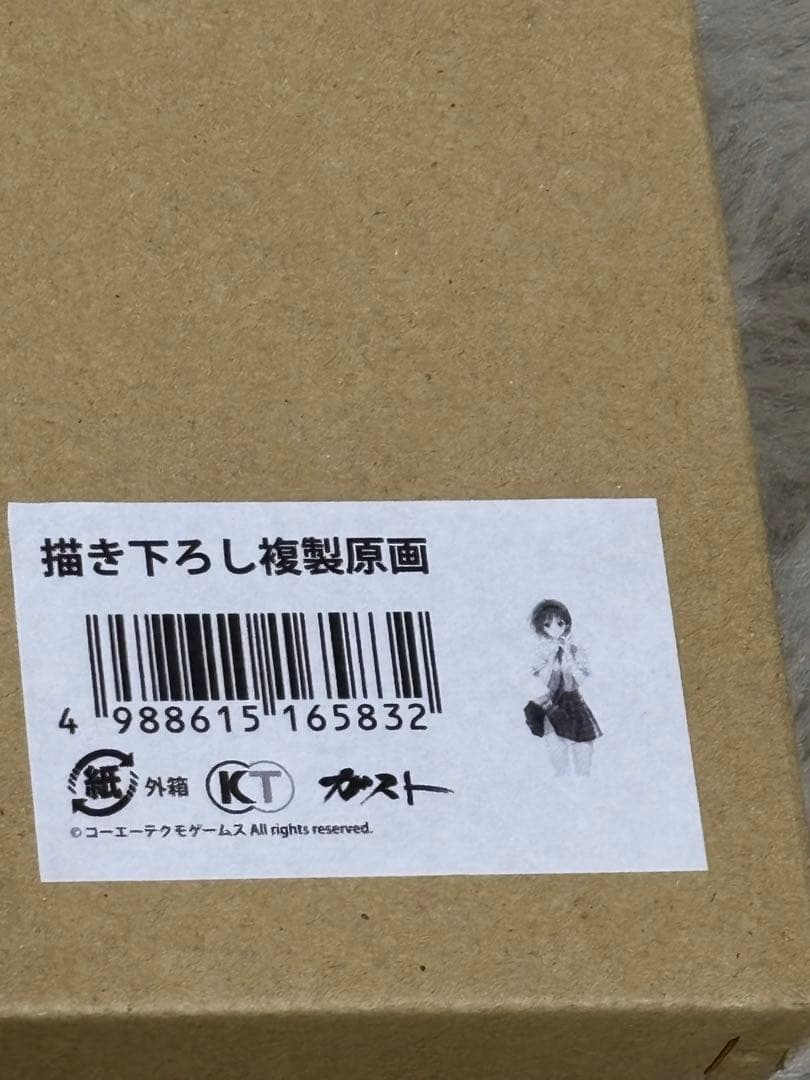 描き下ろし複製原画
4 988615 165832
紙 外箱 KT ガスト
©コーエーテクモゲームス All rights reserved.